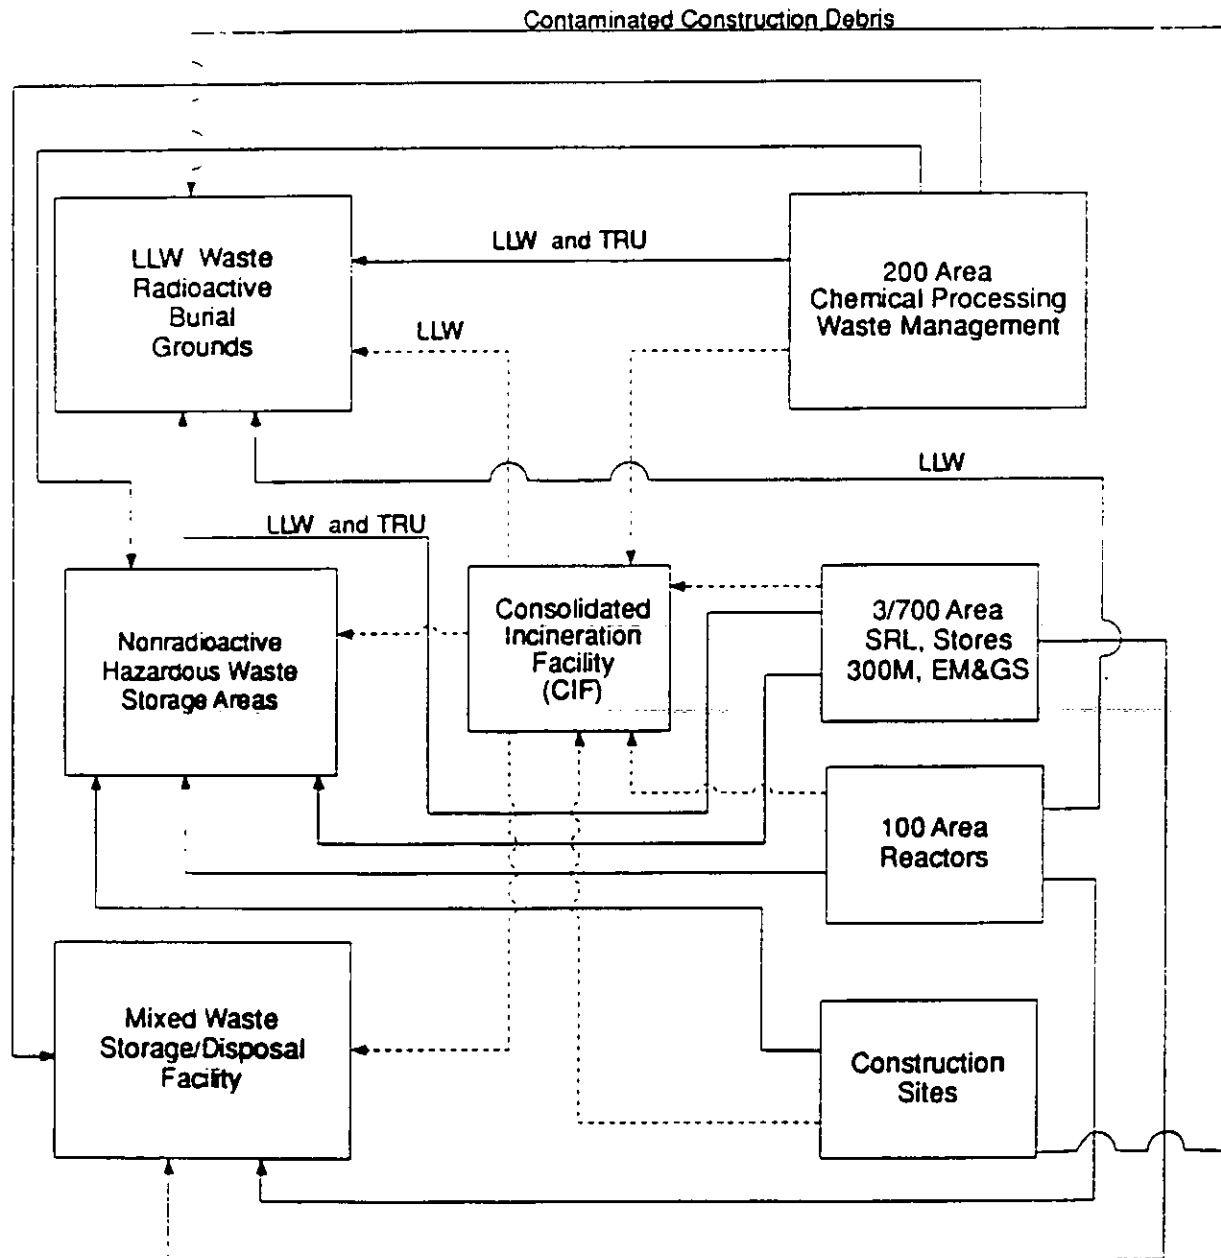 Contaminated Construction Debris
LLW and TRU
LLW Waste
Radioactive
Burial
Grounds
200 Area
Chemical Processing
Waste Management
LLW
LLW
LLW and TRU
Nonradioactive
Hazardous Waste
Storage Areas
Consolidated
Incineration
Facility
(CIF)
3/700 Area
SRL, Stores
300M, EM&GS
100 Area
Reactors
Mixed Waste
Storage/Disposal
Facility
Construction
Sites